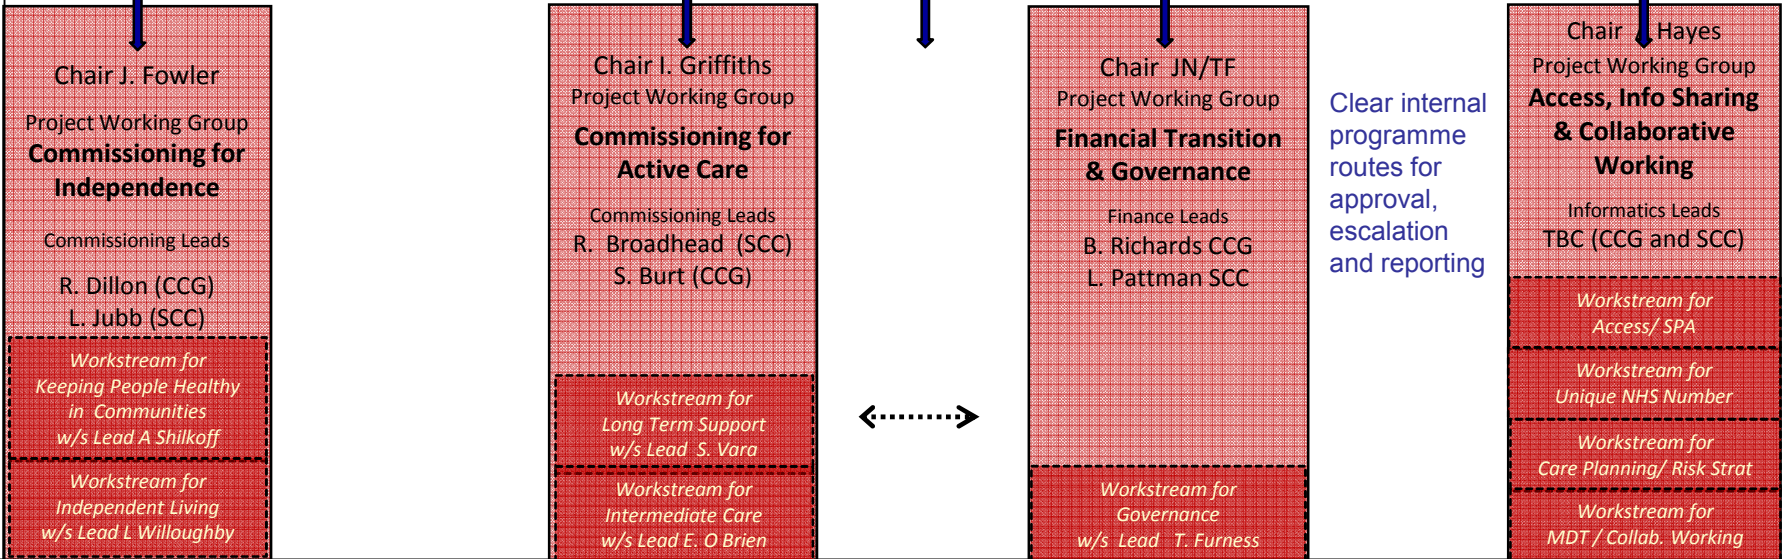 Chair J. Fowler
Project Working Group
Commissioning for
Independence
Commissioning Leads
R. Dillon (CCG)
L. Jubb (SCC)
Workstream for
Keeping People Healthy
in Communities
w/s Lead A Shilkoff
Workstream for
Independent Living
w/s Lead L Willoughby
Chair I. Griffiths
Project Working Group
Commissioning for
Active Care
Commissioning Leads
R. Broadhead (SCC)
S. Burt (CCG)
Workstream for
Long Term Support
w/s Lead S. Vara
Workstream for
Intermediate Care
w/s Lead E. O Brien
Chair JN/TF
Project Working Group
Financial Transition
& Governance
Finance Leads
B. Richards CCG
L. Pattman SCC
Workstream for
Governance
w/s Lead T. Furness
Clear internal
programme
routes for
approval,
escalation
and reporting
Chair Hayes
Project Working Group
Access, Info Sharing
& Collaborative
Working
Informatics Leads
TBC (CCG and SCC)
Workstream for
Access/ SPA
Workstream for
Unique NHS Number
Workstream for
Care Planning/ Risk Strat
Workstream for
MDT / Collab. Working